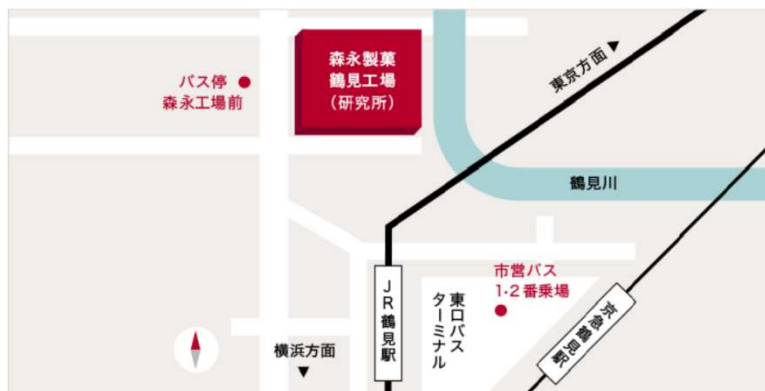 森永製菓
鶴見工場
(研究所)
バス停
森永工場前
東京方面▶
鶴見川
市営バス
1・2番乗場
東口バス
ターミナル
JR鶴見駅
京急鶴見駅
横浜方面
▼